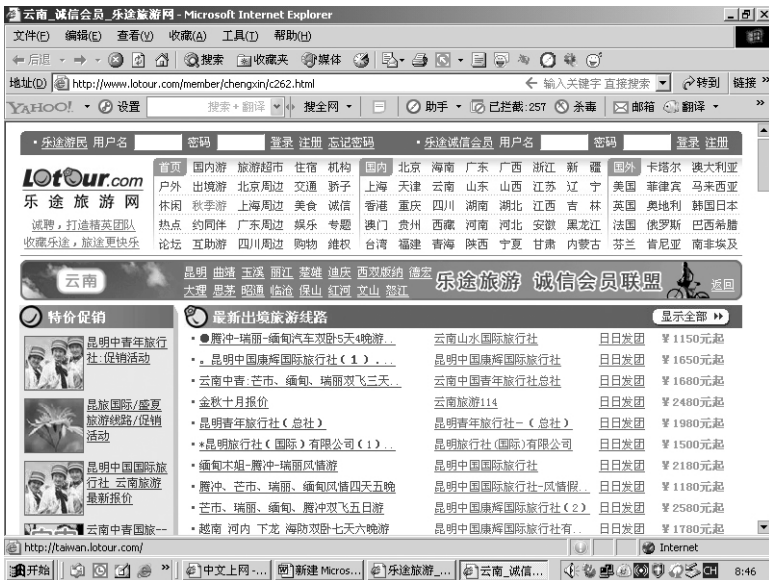 云南_诚信会员_乐途旅游网 - Microsoft Internet Explorer
文件(F) 编辑(E) 查看(V) 收藏(A) 工具(T) 帮助(H)
后退 搜索 收藏夹 媒体
地址(D) http://www.lotour.com/member/chengxin/c262.html 输入关键字 直接搜索 转到 链接 »
YAHOO! 设置 搜索+翻译 搜全网 助手 已拦截:257 杀毒 邮箱 翻译 »
· 乐途游民 用户名 密码 登录 注册 忘记密码 · 乐途诚信会员 用户名 密码 登录 注册
Lotour.com
乐 途 旅 游 网
诚聘,打造精英团队
收藏乐途,旅途更快乐
首页 国内游 旅游超市 住宿 机构 国内 北京 海南 广东 广西 浙江 新 疆 国外 卡塔尔 澳大利亚
户外 出境游 北京周边 交通 骄子 上海 天津 云南 山东 山西 江苏 辽 宁 美国 菲律宾 马来西亚
休闲 秋季游 上海周边 美食 诚信 香港 重庆 四川 湖南 湖北 江西 吉 林 英国 奥地利 韩国日本
热点 约同伴 广东周边 娱乐 专题 澳门 贵州 西藏 河南 河北 安徽 黑龙江 法国 俄罗斯 巴西希腊
论坛 互助游 四川周边 购物 维权 台湾 福建 青海 陕西 宁夏 甘肃 内蒙古 芬兰 肯尼亚 南非埃及
云南
昆明 曲靖 玉溪 丽江 楚雄 迪庆 西双版纳 德宏
大理 思茅 昭通 临沧 保山 红河 文山 怒江
乐途旅游 诚信会员联盟 返回
特价促销
昆明中青年旅行社:促销活动
昆旅国际/盛夏旅游线路/促销活动
昆明中国国际旅行社 云南旅游最新报价
云南中青国旅--
最新出境旅游线路 显示全部
· ●腾冲-瑞丽-缅甸汽车双卧5天4晚游.. 云南山水国际旅行社 日日发团 ¥1150元起
· 。昆明中国康辉国际旅行社(1)... 昆明中国康辉国际旅行社 日日发团 ¥1650元起
· 云南中青:芒市、缅甸、瑞丽双飞三天.. 云南中国青年旅行社总社 日日发团 ¥1680元起
· 金秋十月报价 云南旅游114 日日发团 ¥2480元起
· 昆明青年旅行社(总社) 昆明青年旅行社-(总社) 日日发团 ¥1980元起
· *昆明旅行社(国际)有限公司(1)... 昆明旅行社(国际)有限公司 日日发团 ¥1500元起
· 缅甸木姐-腾冲-瑞丽风情游 昆明中国国际旅行社 日日发团 ¥2180元起
· 腾冲、芒市、瑞丽、缅甸风情四天五晚 昆明中国国际旅行社-风情假.. 日日发团 ¥1180元起
· 芒市、瑞丽、缅甸、腾冲双飞五日游 昆明中国国际旅行社(2) 日日发团 ¥2580元起
· 越南 河内 下龙 海防双卧七天六晚游 昆明中国国际旅行社有.. 日日发团 ¥1780元起
http://taiwan.lotour.com/ Internet
开始 » 中文上网 -... 新建 Micros... 乐途旅游_... 云南_诚信... CH 8:46